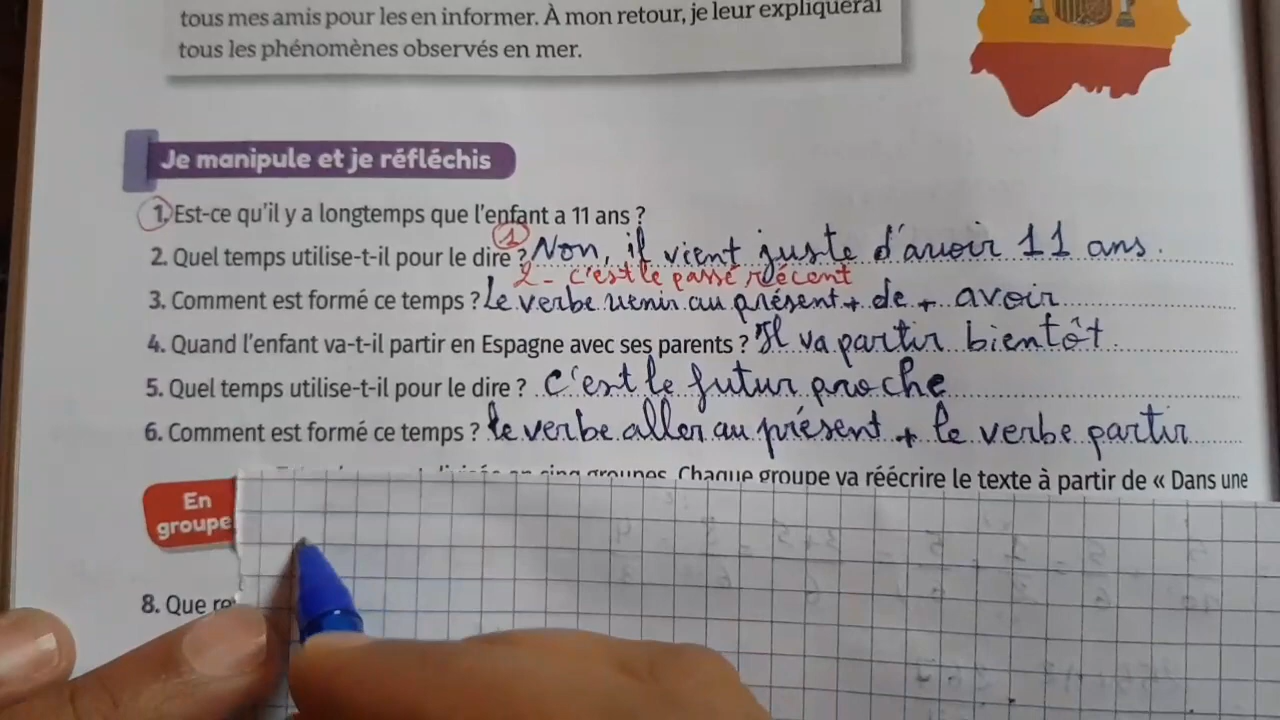 tous mes amis pour les en informer. À mon retour, je leur expliquerai
tous les phénomènes observés en mer.
Je manipule et je réfléchis
1. Est-ce qu'il y a longtemps que l'enfant a 11 ans ?
2. Quel temps utilise-t-il pour le dire ? 1 Non, il vient juste d'avoir 11 ans.
2 - c'est le passé récent
3. Comment est formé ce temps ? Le verbe venir au présent + de + avoir
4. Quand l'enfant va-t-il partir en Espagne avec ses parents ? Il va partir bientôt.
5. Quel temps utilise-t-il pour le dire ? c'est le futur proche
6. Comment est formé ce temps ? le verbe aller au présent + le verbe partir
cinq groupes. Chaque groupe va réécrire le texte à partir de « Dans une
En
groupe
8. Que